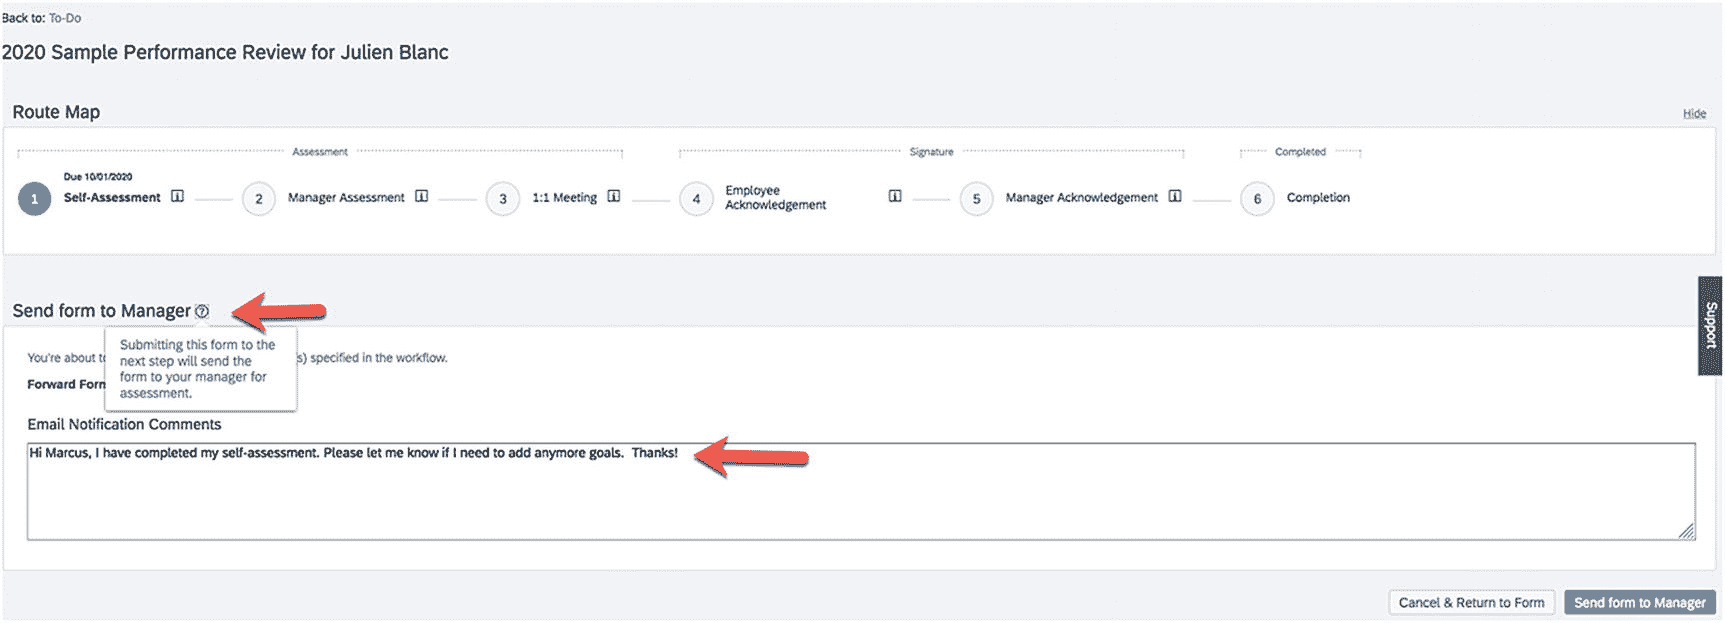 Back to: To-Do
2020 Sample Performance Review for Julien Blanc
Route Map
Hide
Assessment
Signature
Completed
Due 10/01/2020
1 Self-Assessment
2 Manager Assessment
3 1:1 Meeting
4 Employee
Acknowledgement
5 Manager Acknowledgement
6 Completion
Send form to Manager
Submitting this form to the
next step will send the
form to your manager for
assessment.
You're about to s) specified in the workflow.
Forward Form
Email Notification Comments
Hi Marcus, I have completed my self-assessment. Please let me know if I need to add anymore goals.  Thanks!
Support
Cancel & Return to Form
Send form to Manager